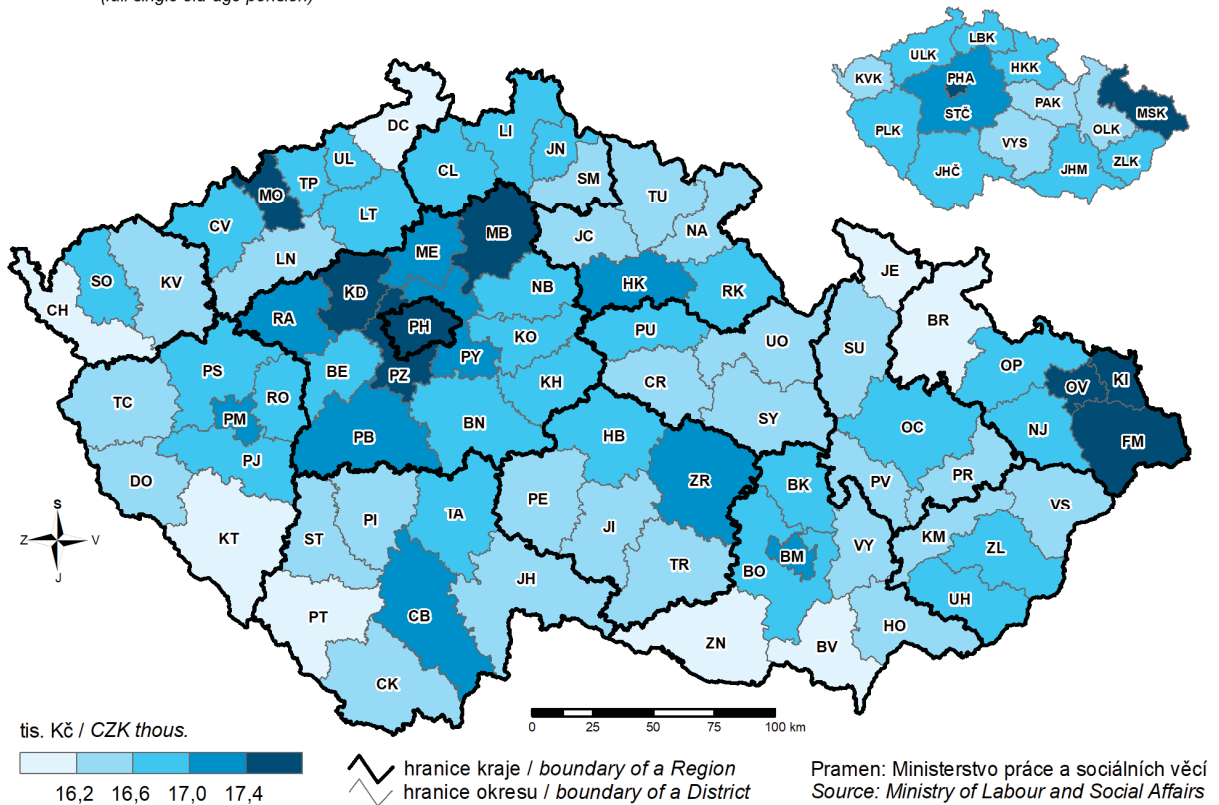 (full single old-age pension)
LBK
ULK
HKK
KVK
PHA
PAK
MSK
STČ
OLK
PLK
VYS
ZLK
JHČ
JHM
DC
LI
UL
JN
CL
TP
SM
MO
TU
LT
CV
MB
NA
JC
ME
LN
JE
SO
KV
HK
NB
KD
RK
CH
RA
BR
PH
PU
KO
UO
SU
PY
OP
PS
BE
PZ
KI
OV
CR
KH
RO
TC
SY
PM
BN
OC
NJ
FM
PB
HB
PJ
DO
PR
ZR
PV
BK
VS
TA
PE
PI
JI
KT
ST
KM
VY
ZL
BM
TR
BO
JH
UH
PT
CB
HO
ZN
BV
CK
S
Z V
J
0 25 50 75 100 km
tis. Kč / CZK thous.
16,2 16,6 17,0 17,4
hranice kraje / boundary of a Region
hranice okresu / boundary of a District
Pramen: Ministerstvo práce a sociálních věcí
Source: Ministry of Labour and Social Affairs